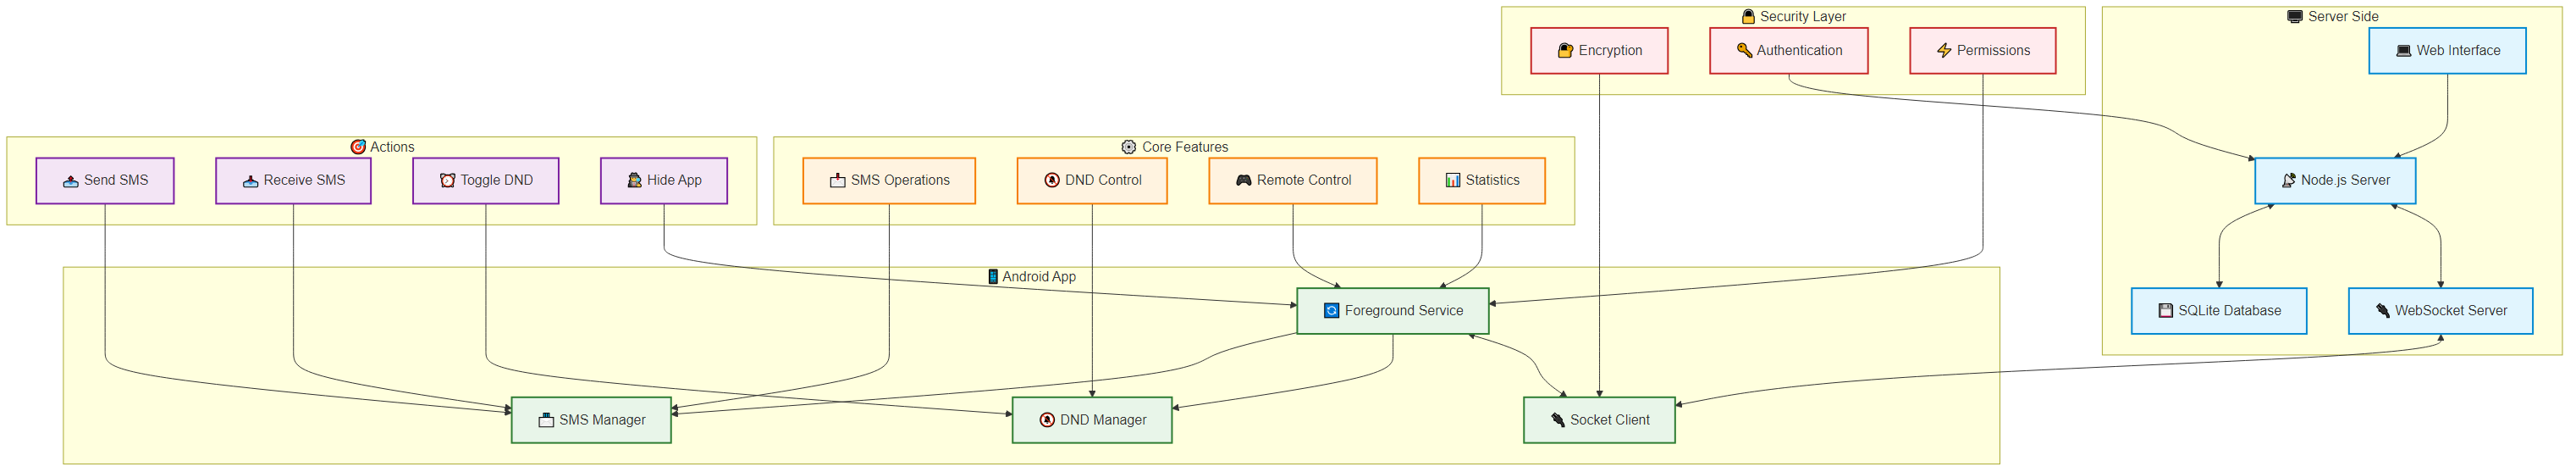 Security Layer
Encryption
Authentication
Permissions
Server Side
Web Interface
Node.js Server
SQLite Database
WebSocket Server
Actions
Send SMS
Receive SMS
Toggle DND
Hide App
Core Features
SMS Operations
DND Control
Remote Control
Statistics
Android App
Foreground Service
SMS Manager
DND Manager
Socket Client